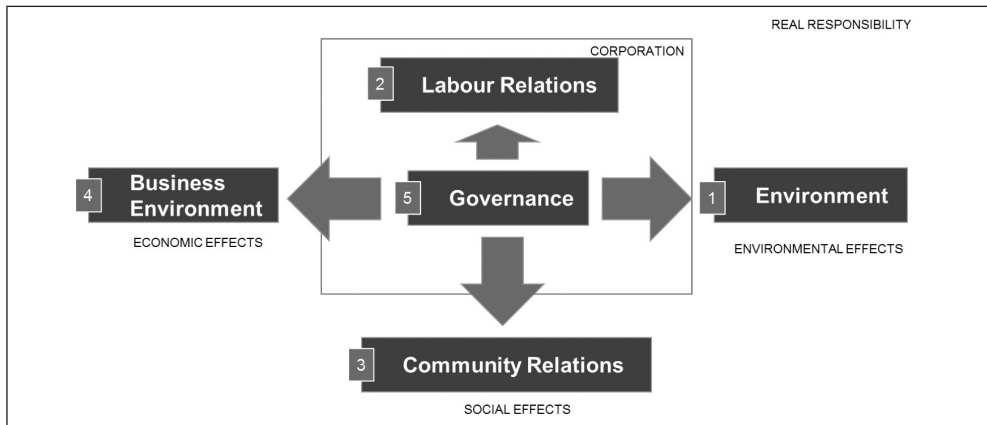 REAL RESPONSIBILITY
CORPORATION
2
Labour Relations
4
Business
Environment
ECONOMIC EFFECTS
5
Governance
1
Environment
ENVIRONMENTAL EFFECTS
3
Community Relations
SOCIAL EFFECTS